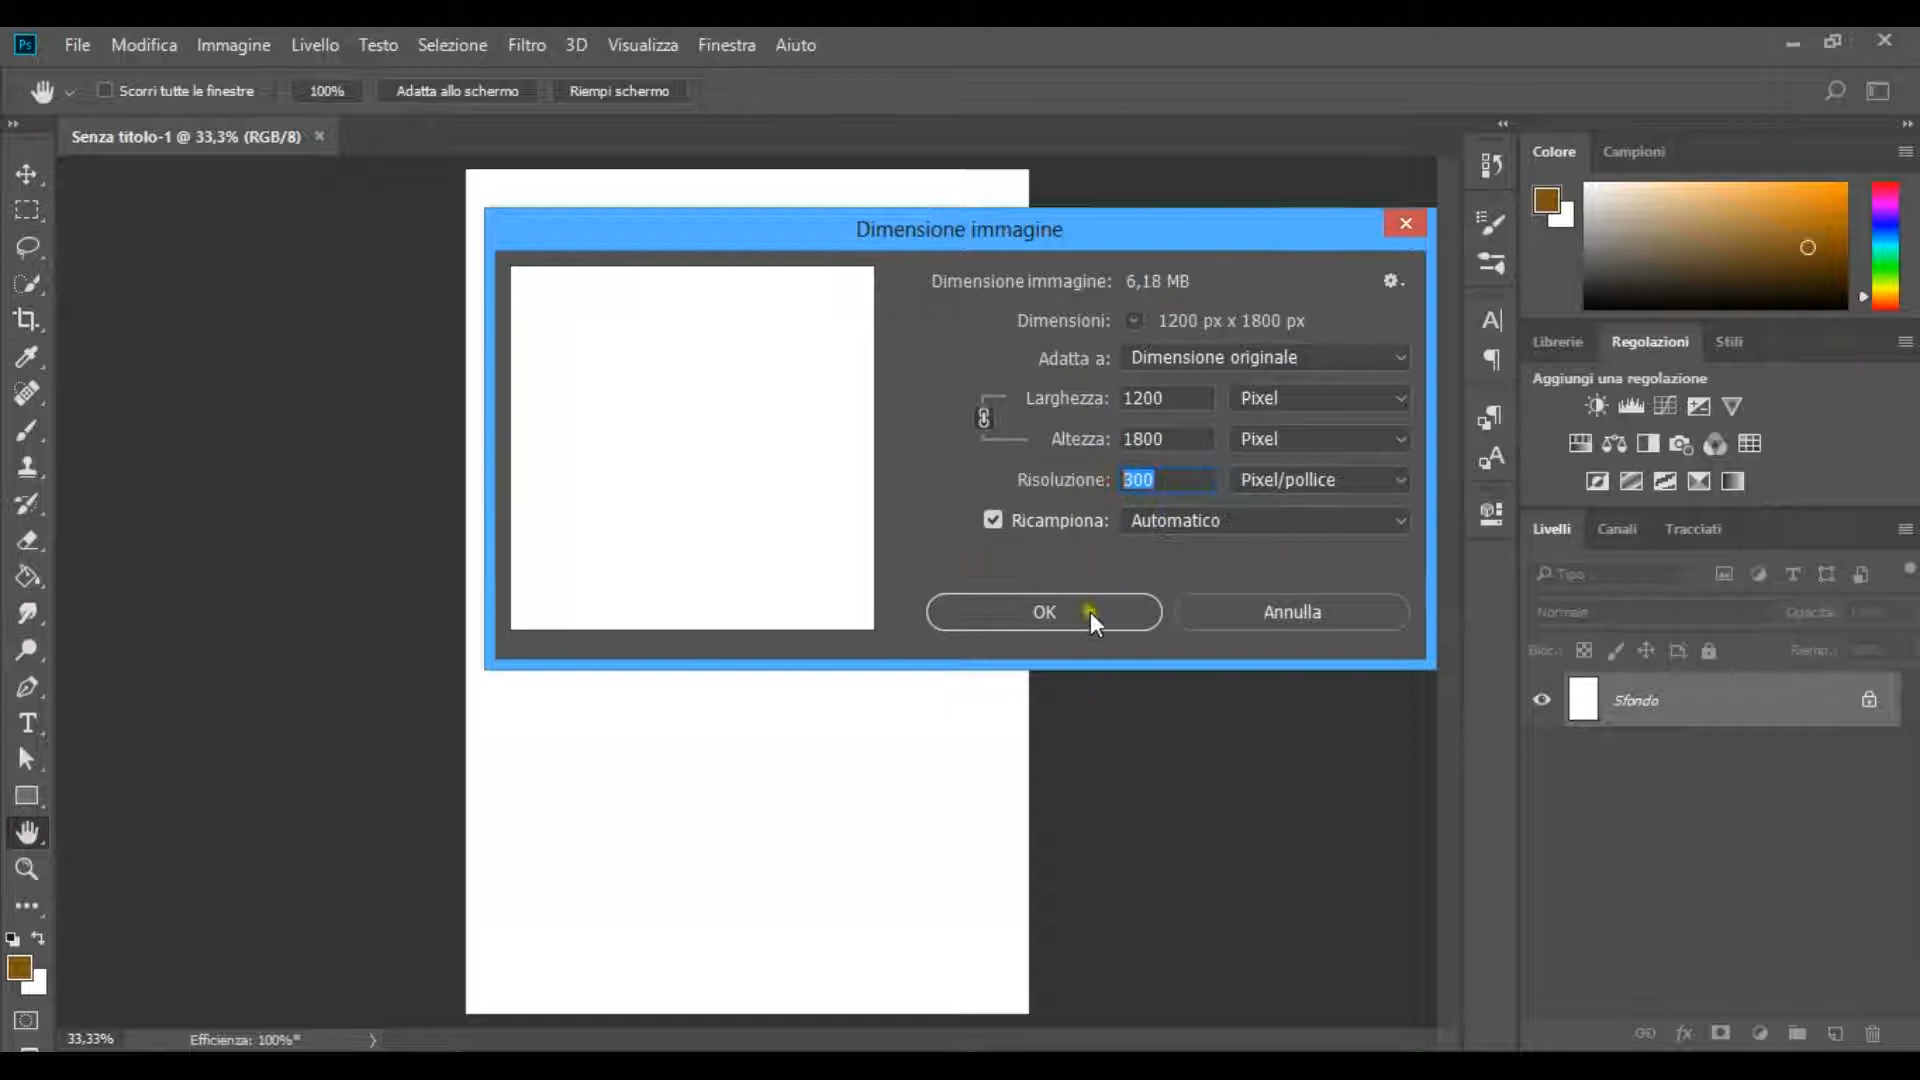 Ps File Modifica Immagine Livello Testo Selezione Filtro 3D Visualizza Finestra Aiuto
Scorri tutte le finestre 100% Adatta allo schermo Riempi schermo
Senza titolo-1 @ 33,3% (RGB/8)
Dimensione immagine
Dimensione immagine: 6,18 MB
Dimensioni: 1200 px x 1800 px
Adatta a: Dimensione originale
Larghezza: 1200 Pixel
Altezza: 1800 Pixel
Risoluzione: 300 Pixel/pollice
Ricampiona: Automatico
OK Annulla
Colore Campioni
Librerie Regolazioni Stili
Aggiungi una regolazione
Livelli Canali Tracciati
Tipo
Normale Opacità:
Bloc.: Riemp.:
Sfondo
fx
33,33% Efficienza: 100%*